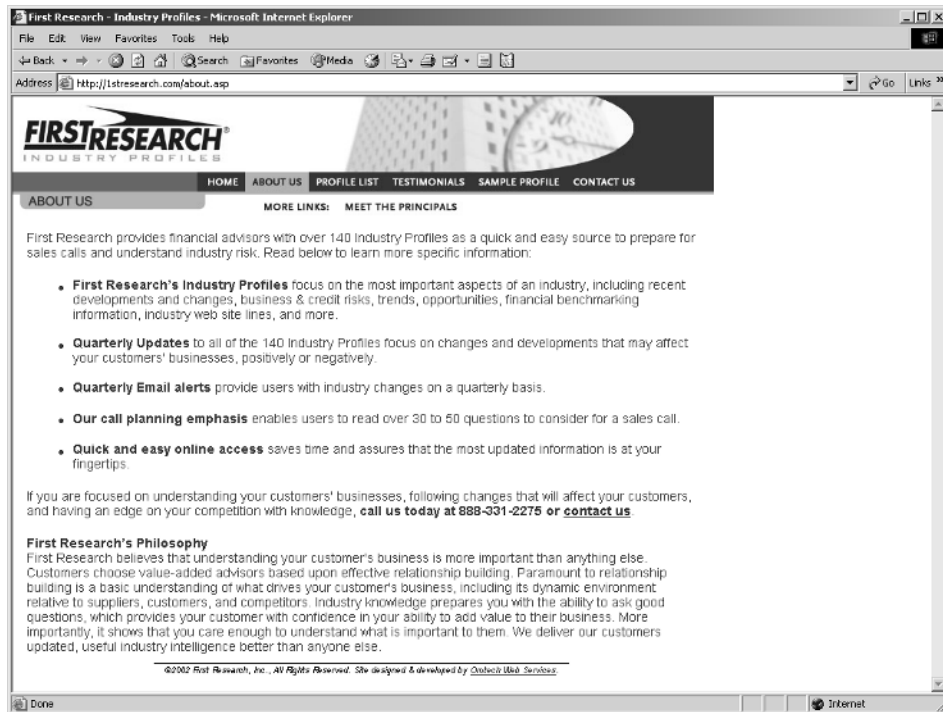 First Research - Industry Profiles - Microsoft Internet Explorer
File Edit View Favorites Tools Help
Back Search Favorites Media
Address http://1stresearch.com/about.asp Go Links »
FIRSTRESEARCH®
INDUSTRY PROFILES
HOME ABOUT US PROFILE LIST TESTIMONIALS SAMPLE PROFILE CONTACT US
ABOUT US
MORE LINKS: MEET THE PRINCIPALS
First Research provides financial advisors with over 140 Industry Profiles as a quick and easy source to prepare for
sales calls and understand industry risk. Read below to learn more specific information:
• First Research's Industry Profiles focus on the most important aspects of an industry, including recent
developments and changes, business & credit risks, trends, opportunities, financial benchmarking
information, industry web site lines, and more.
• Quarterly Updates to all of the 140 Industry Profiles focus on changes and developments that may affect
your customers' businesses, positively or negatively.
• Quarterly Email alerts provide users with industry changes on a quarterly basis.
• Our call planning emphasis enables users to read over 30 to 50 questions to consider for a sales call.
• Quick and easy online access saves time and assures that the most updated information is at your
fingertips.
If you are focused on understanding your customers' businesses, following changes that will affect your customers,
and having an edge on your competition with knowledge, call us today at 888-331-2275 or contact us.
First Research's Philosophy
First Research believes that understanding your customer's business is more important than anything else.
Customers choose value-added advisors based upon effective relationship building. Paramount to relationship
building is a basic understanding of what drives your customer's business, including its dynamic environment
relative to suppliers, customers, and competitors. Industry knowledge prepares you with the ability to ask good
questions, which provides your customer with confidence in your ability to add value to their business. More
importantly, it shows that you care enough to understand what is important to them. We deliver our customers
updated, useful industry intelligence better than anyone else.
©2002 First Research, Inc., All Rights Reserved. Site designed & developed by Web Services.
Done Internet